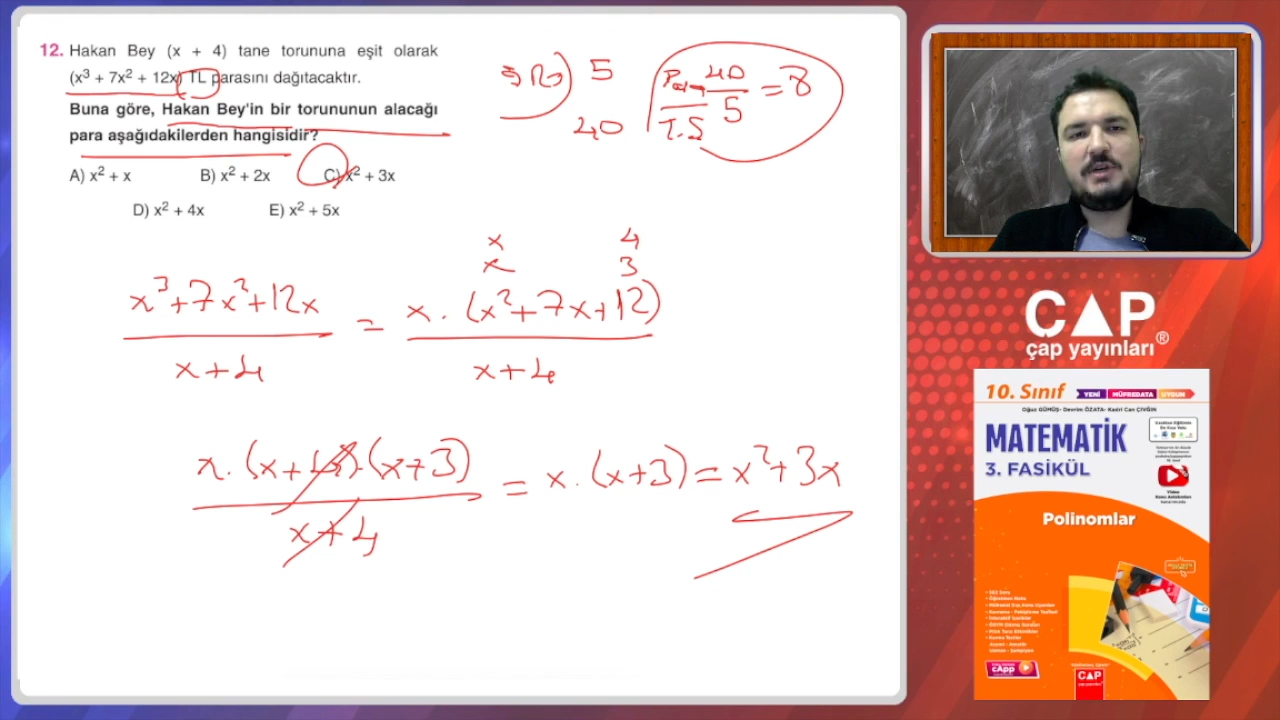 12. Hakan Bey (x + 4) tane torununa eşit olarak
(x³ + 7x² + 12x) TL parasını dağıtacaktır.
Buna göre, Hakan Bey'in bir torununun alacağı
para aşağıdakilerden hangisidir?
A) x² + x B) x² + 2x C) x² + 3x
D) x² + 4x E) x² + 5x
5
40
40
5
= 8
T.S
x 4
x 3
x³+7x²+12x = x.(x²+7x+12)
x+4 x+4
x.(x+4).(x+3) = x.(x+3) = x²+3x
x+4
ÇAP
çap yayınları®
10. Sınıf YENİ MÜFREDATA UYGUN
Oğuz GÜMÜŞ- Devrim ÖZATA- Kadri Can ÇIVGIN
MATEMATİK
3. FASİKÜL
Video
Polinomlar
ÇAP